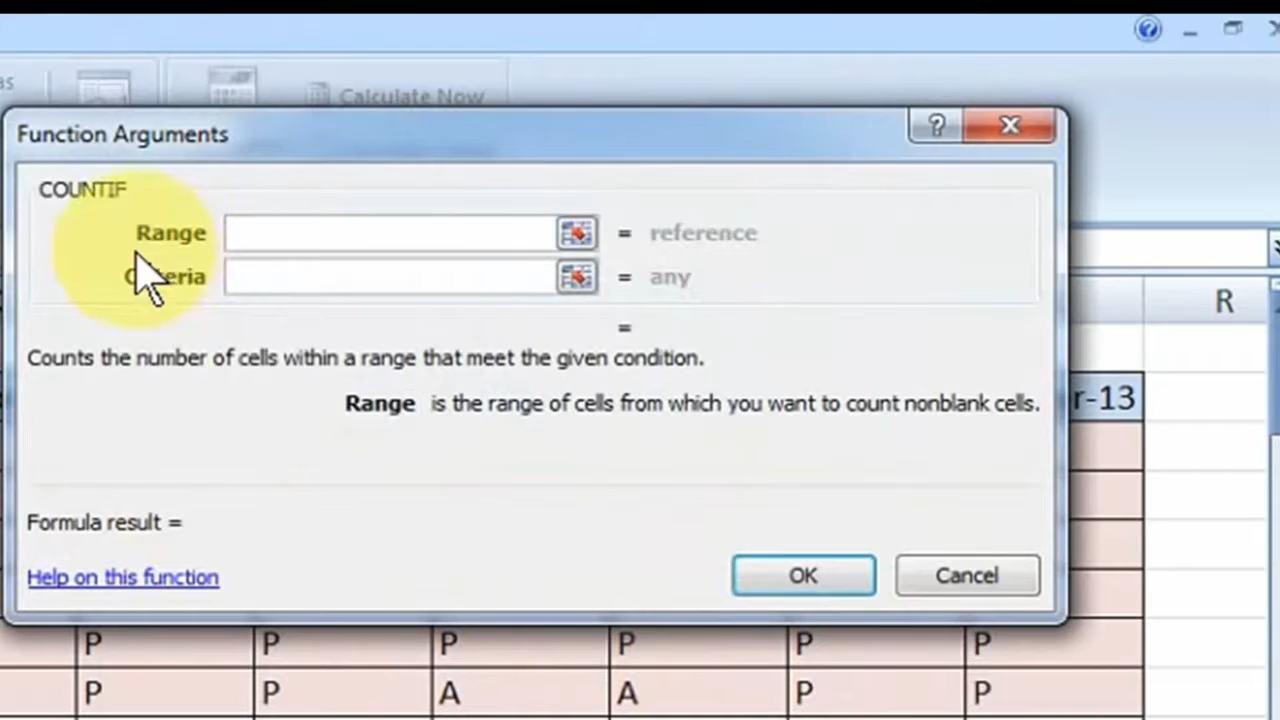 as
Calculate Now
Function Arguments
COUNTIF
Range = reference
= any
=
Counts the number of cells within a range that meet the given condition.
Range is the range of cells from which you want to count nonblank cells.
Formula result =
Help on this function
OK Cancel
R
r-13
P P P P P P
P P A A P P